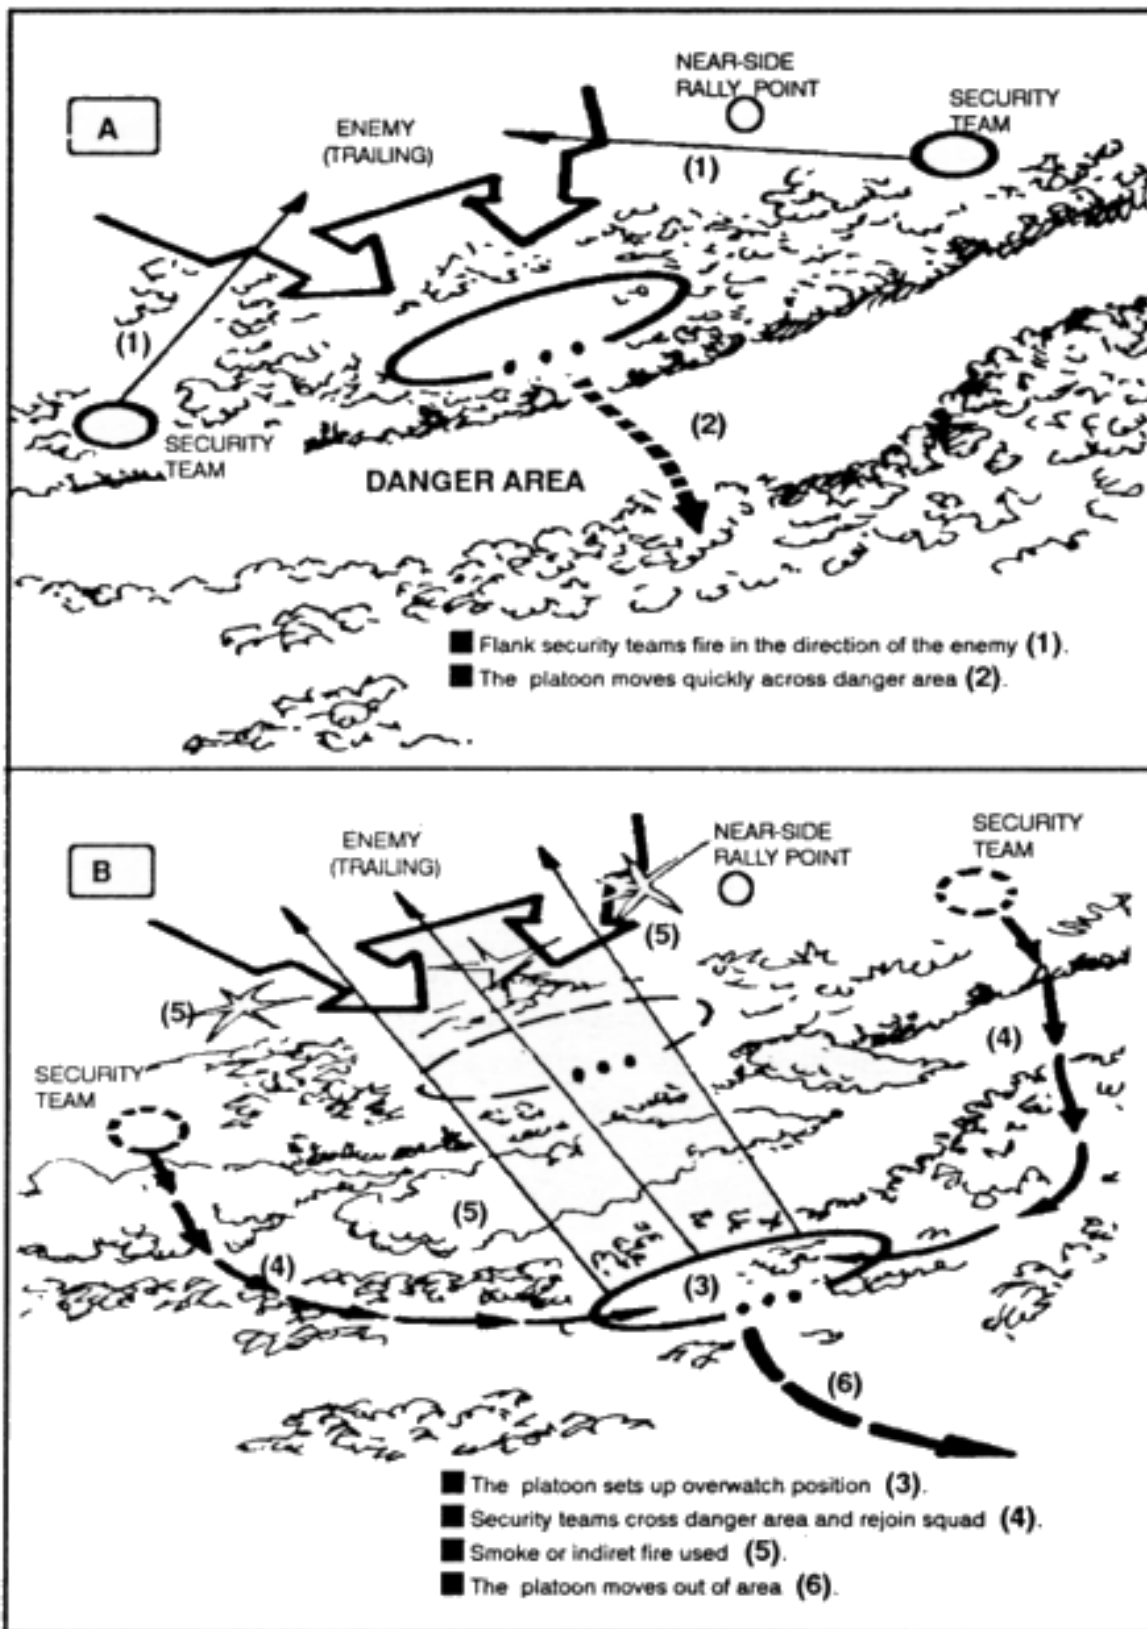 A
NEAR-SIDE
RALLY POINT
SECURITY
TEAM
ENEMY
(TRAILING)
(1)
(1)
(2)
SECURITY
TEAM
DANGER AREA
Flank security teams fire in the direction of the enemy (1).
The platoon moves quickly across danger area (2).
B
ENEMY
(TRAILING)
NEAR-SIDE
RALLY POINT
SECURITY
TEAM
(5)
(5)
(4)
SECURITY
TEAM
(5)
(4)
(3)
(6)
The platoon sets up overwatch position (3).
Security teams cross danger area and rejoin squad (4).
Smoke or indiret fire used (5).
The platoon moves out of area (6).